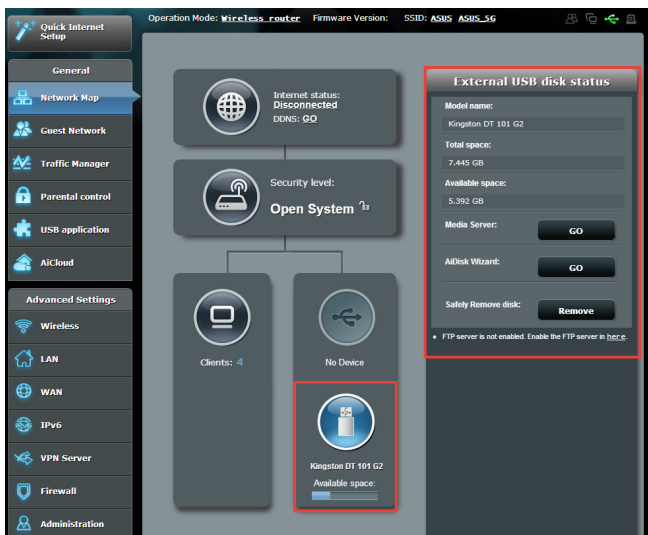 Quick Internet
Setup
Operation Mode: Wireless router Firmware Version: SSID: ASUS ASUS_5G
General
Network Map
Guest Network
Traffic Manager
Parental control
USB application
AiCloud
Advanced Settings
Wireless
LAN
WAN
IPv6
VPN Server
Firewall
Administration
Internet status:
Disconnected
DDNS: GO
Security level:
Open System
Clients: 4
No Device
Kingston DT 101 G2
Available space:
External USB disk status
Model name:
Kingston DT 101 G2
Total space:
7.445 GB
Available space:
5.392 GB
Media Server: GO
AiDisk Wizard: GO
Safely Remove disk: Remove
• FTP server is not enabled. Enable the FTP server in here.